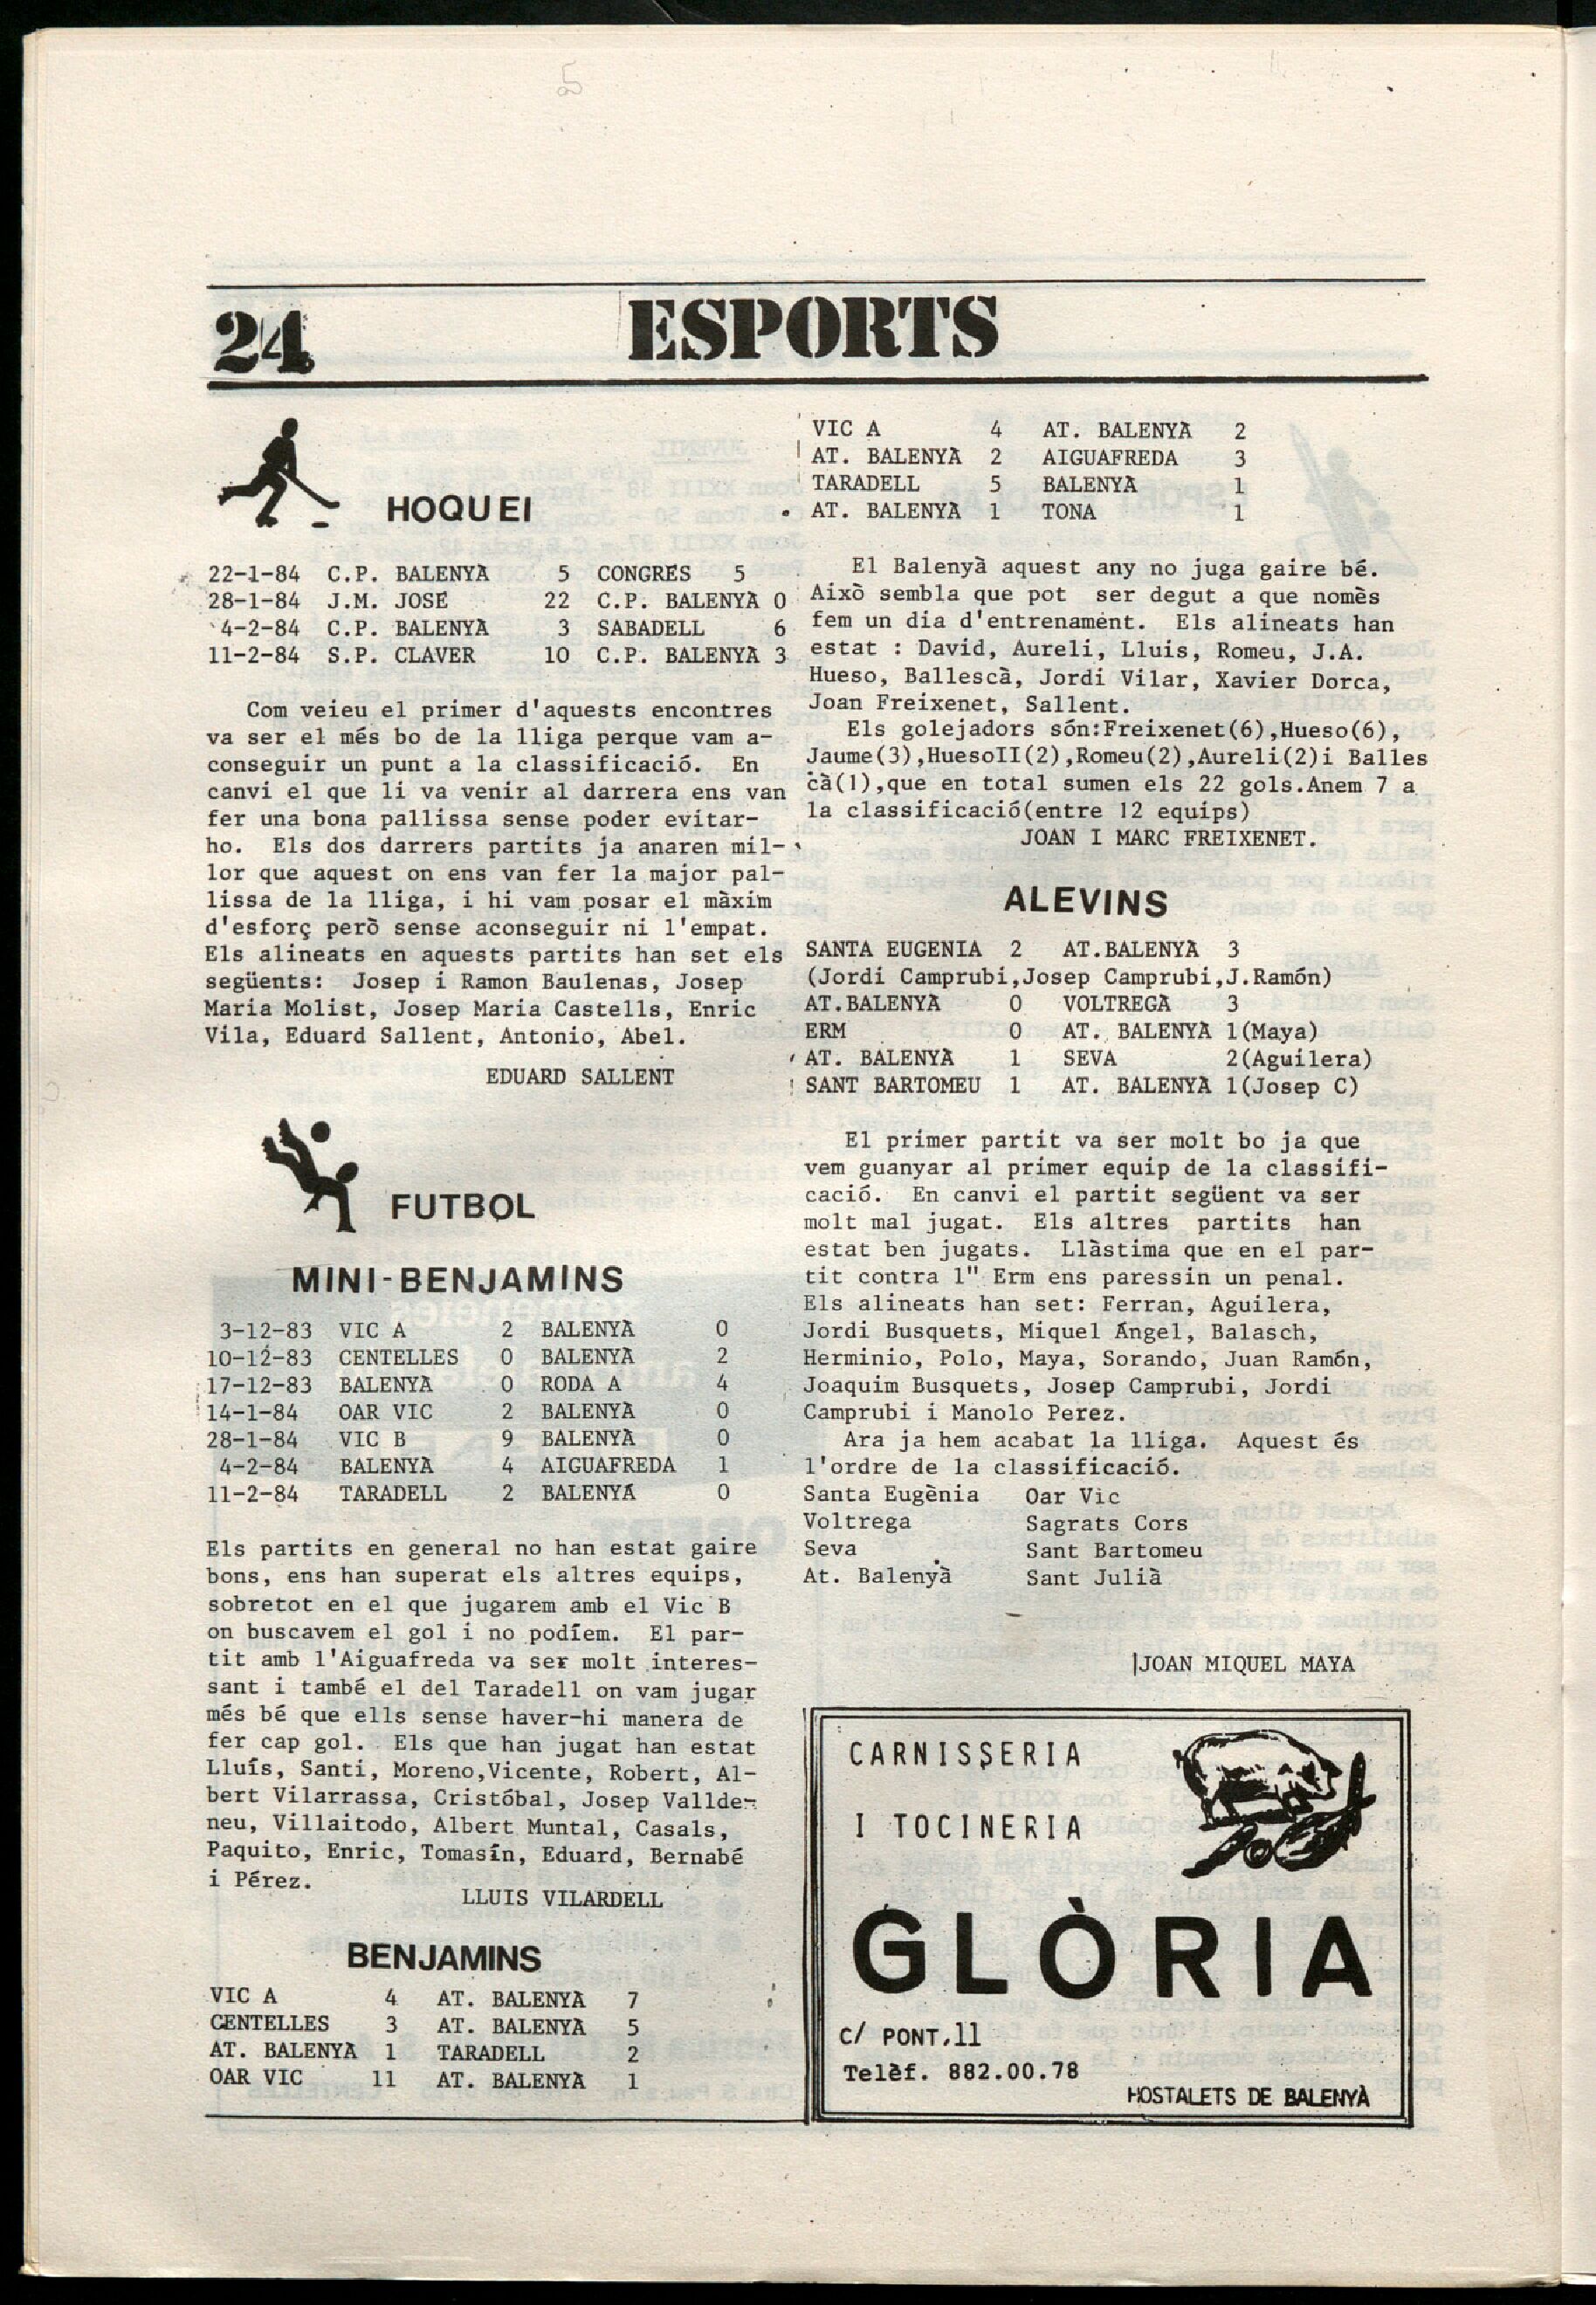 24
ESPORTS
HOQUEI
22-1-84 C.P. BALENYÀ 5 CONGRÉS 5
28-1-84 J.M. JOSÉ 22 C.P. BALENYÀ 0
4-2-84 C.P. BALENYÀ 3 SABADELL 6
11-2-84 S.P. CLAVER 10 C.P. BALENYÀ 3
Com veieu el primer d'aquests encontres
va ser el més bo de la lliga perque vam a-
conseguir un punt a la classificació. En
canvi el que li va venir al darrera ens van
fer una bona pallissa sense poder evitar-
ho. Els dos darrers partits ja anaren mil-
lor que aquest on ens van fer la major pal-
lissa de la lliga, i hi vam posar el màxim
d'esforç però sense aconseguir ni l'empat.
Els alineats en aquests partits han set els
següents: Josep i Ramon Baulenas, Josep
Maria Molist, Josep Maria Castells, Enric
Vila, Eduard Sallent, Antonio, Abel.
EDUARD SALLENT
FUTBOL
MINI-BENJAMINS
3-12-83 VIC A 2 BALENYÀ 0
10-12-83 CENTELLES 0 BALENYÀ 2
17-12-83 BALENYÀ 0 RODA A 4
14-1-84 OAR VIC 2 BALENYÀ 0
28-1-84 VIC B 9 BALENYÀ 0
4-2-84 BALENYÀ 4 AIGUAFREDA 1
11-2-84 TARADELL 2 BALENYÁ 0
Els partits en general no han estat gaire
bons, ens han superat els altres equips,
sobretot en el que jugarem amb el Vic B
on buscavem el gol i no podíem. El par-
tit amb l'Aiguafreda va ser molt interes-
sant i també el del Taradell on vam jugar
més bé que ells sense haver-hi manera de
fer cap gol. Els que han jugat han estat
Lluís, Santi, Moreno,Vicente, Robert, Al-
bert Vilarrassa, Cristóbal, Josep Vallde-
neu, Villaitodo, Albert Muntal, Casals,
Paquito, Enric, Tomasín, Eduard, Bernabé
i Pérez.
LLUIS VILARDELL
BENJAMINS
VIC A 4 AT. BALENYÀ 7
CENTELLES 3 AT. BALENYÀ 5
AT. BALENYÀ 1 TARADELL 2
OAR VIC 11 AT. BALENYÀ 1
VIC A 4 AT. BALENYÀ 2
AT. BALENYÀ 2 AIGUAFREDA 3
TARADELL 5 BALENYÀ 1
AT. BALENYÀ 1 TONA 1
El Balenyà aquest any no juga gaire bé.
Això sembla que pot ser degut a que nomès
fem un dia d'entrenament. Els alineats han
estat : David, Aureli, Lluis, Romeu, J.A.
Hueso, Ballescà, Jordi Vilar, Xavier Dorca,
Joan Freixenet, Sallent.
Els golejadors són:Freixenet(6),Hueso(6),
Jaume(3),HuesoII(2),Romeu(2),Aureli(2)i Balles
cà(1),que en total sumen els 22 gols.Anem 7 a
la classificació(entre 12 equips)
JOAN I MARC FREIXENET.
ALEVINS
SANTA EUGENIA 2 AT.BALENYÀ 3
(Jordi Camprubi,Josep Camprubi,J.Ramón)
AT.BALENYÀ 0 VOLTREGÀ 3
ERM 0 AT. BALENYÀ 1(Maya)
AT. BALENYÀ 1 SEVA 2(Aguilera)
SANT BARTOMEU 1 AT. BALENYÀ 1(Josep C)
El primer partit va ser molt bo ja que
vem guanyar al primer equip de la classifi-
cació. En canvi el partit següent va ser
molt mal jugat. Els altres partits han
estat ben jugats. Llàstima que en el par-
tit contra l" Erm ens paressin un penal.
Els alineats han set: Ferran, Aguilera,
Jordi Busquets, Miquel Àngel, Balasch,
Herminio, Polo, Maya, Sorando, Juan Ramón,
Joaquim Busquets, Josep Camprubi, Jordi
Camprubi i Manolo Perez.
Ara ja hem acabat la lliga. Aquest és
l'ordre de la classificació.
Santa Eugènia Oar Vic
Voltrega Sagrats Cors
Seva Sant Bartomeu
At. Balenyà Sant Julià
JOAN MIQUEL MAYA
CARNISSERIA
I TOCINERIA
GLÒRIA
C/ PONT,11
Telèf. 882.00.78
HOSTALETS DE BALENYÀ